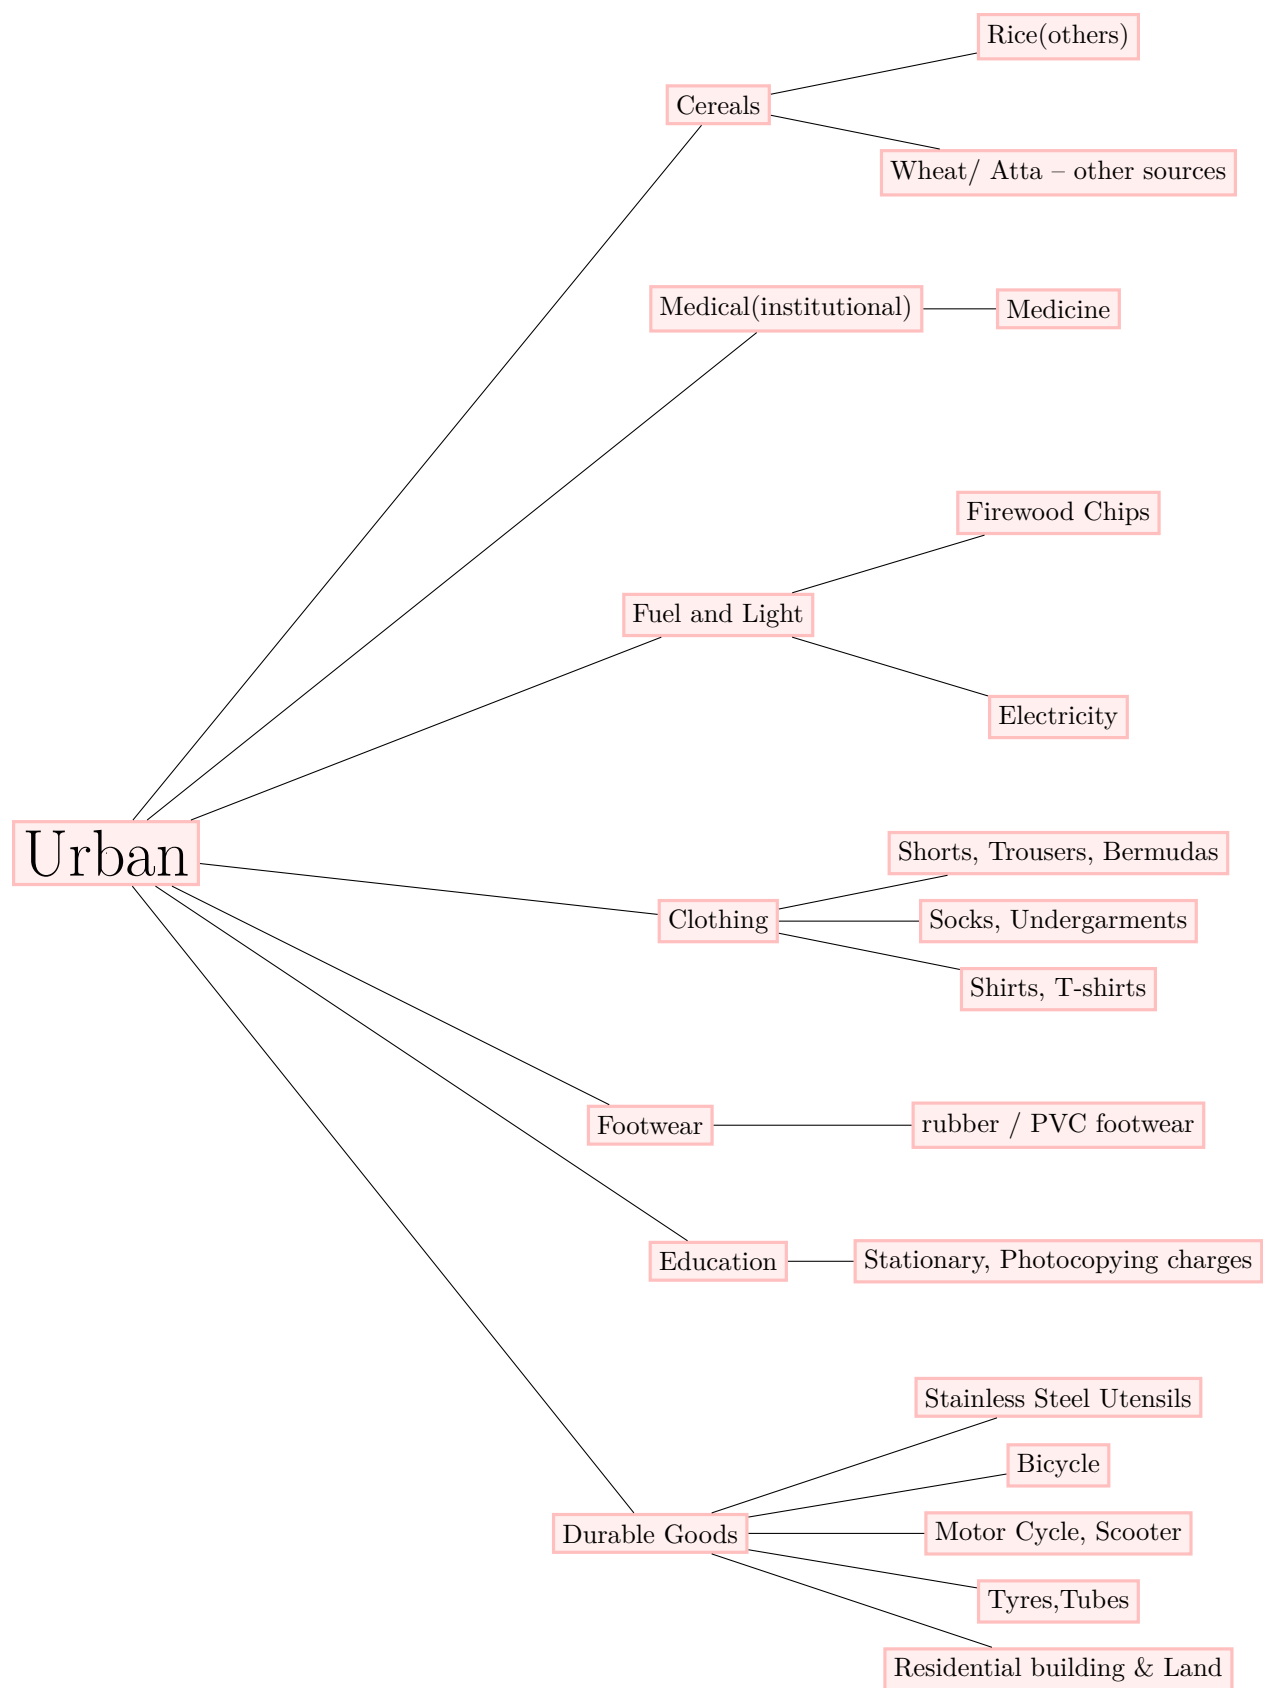 Urban
Cereals
Rice(others)
Wheat/ Atta – other sources
Medical(institutional)
Medicine
Fuel and Light
Firewood Chips
Electricity
Clothing
Shorts, Trousers, Bermudas
Socks, Undergarments
Shirts, T-shirts
Footwear
rubber / PVC footwear
Education
Stationary, Photocopying charges
Durable Goods
Stainless Steel Utensils
Bicycle
Motor Cycle, Scooter
Tyres,Tubes
Residential building & Land